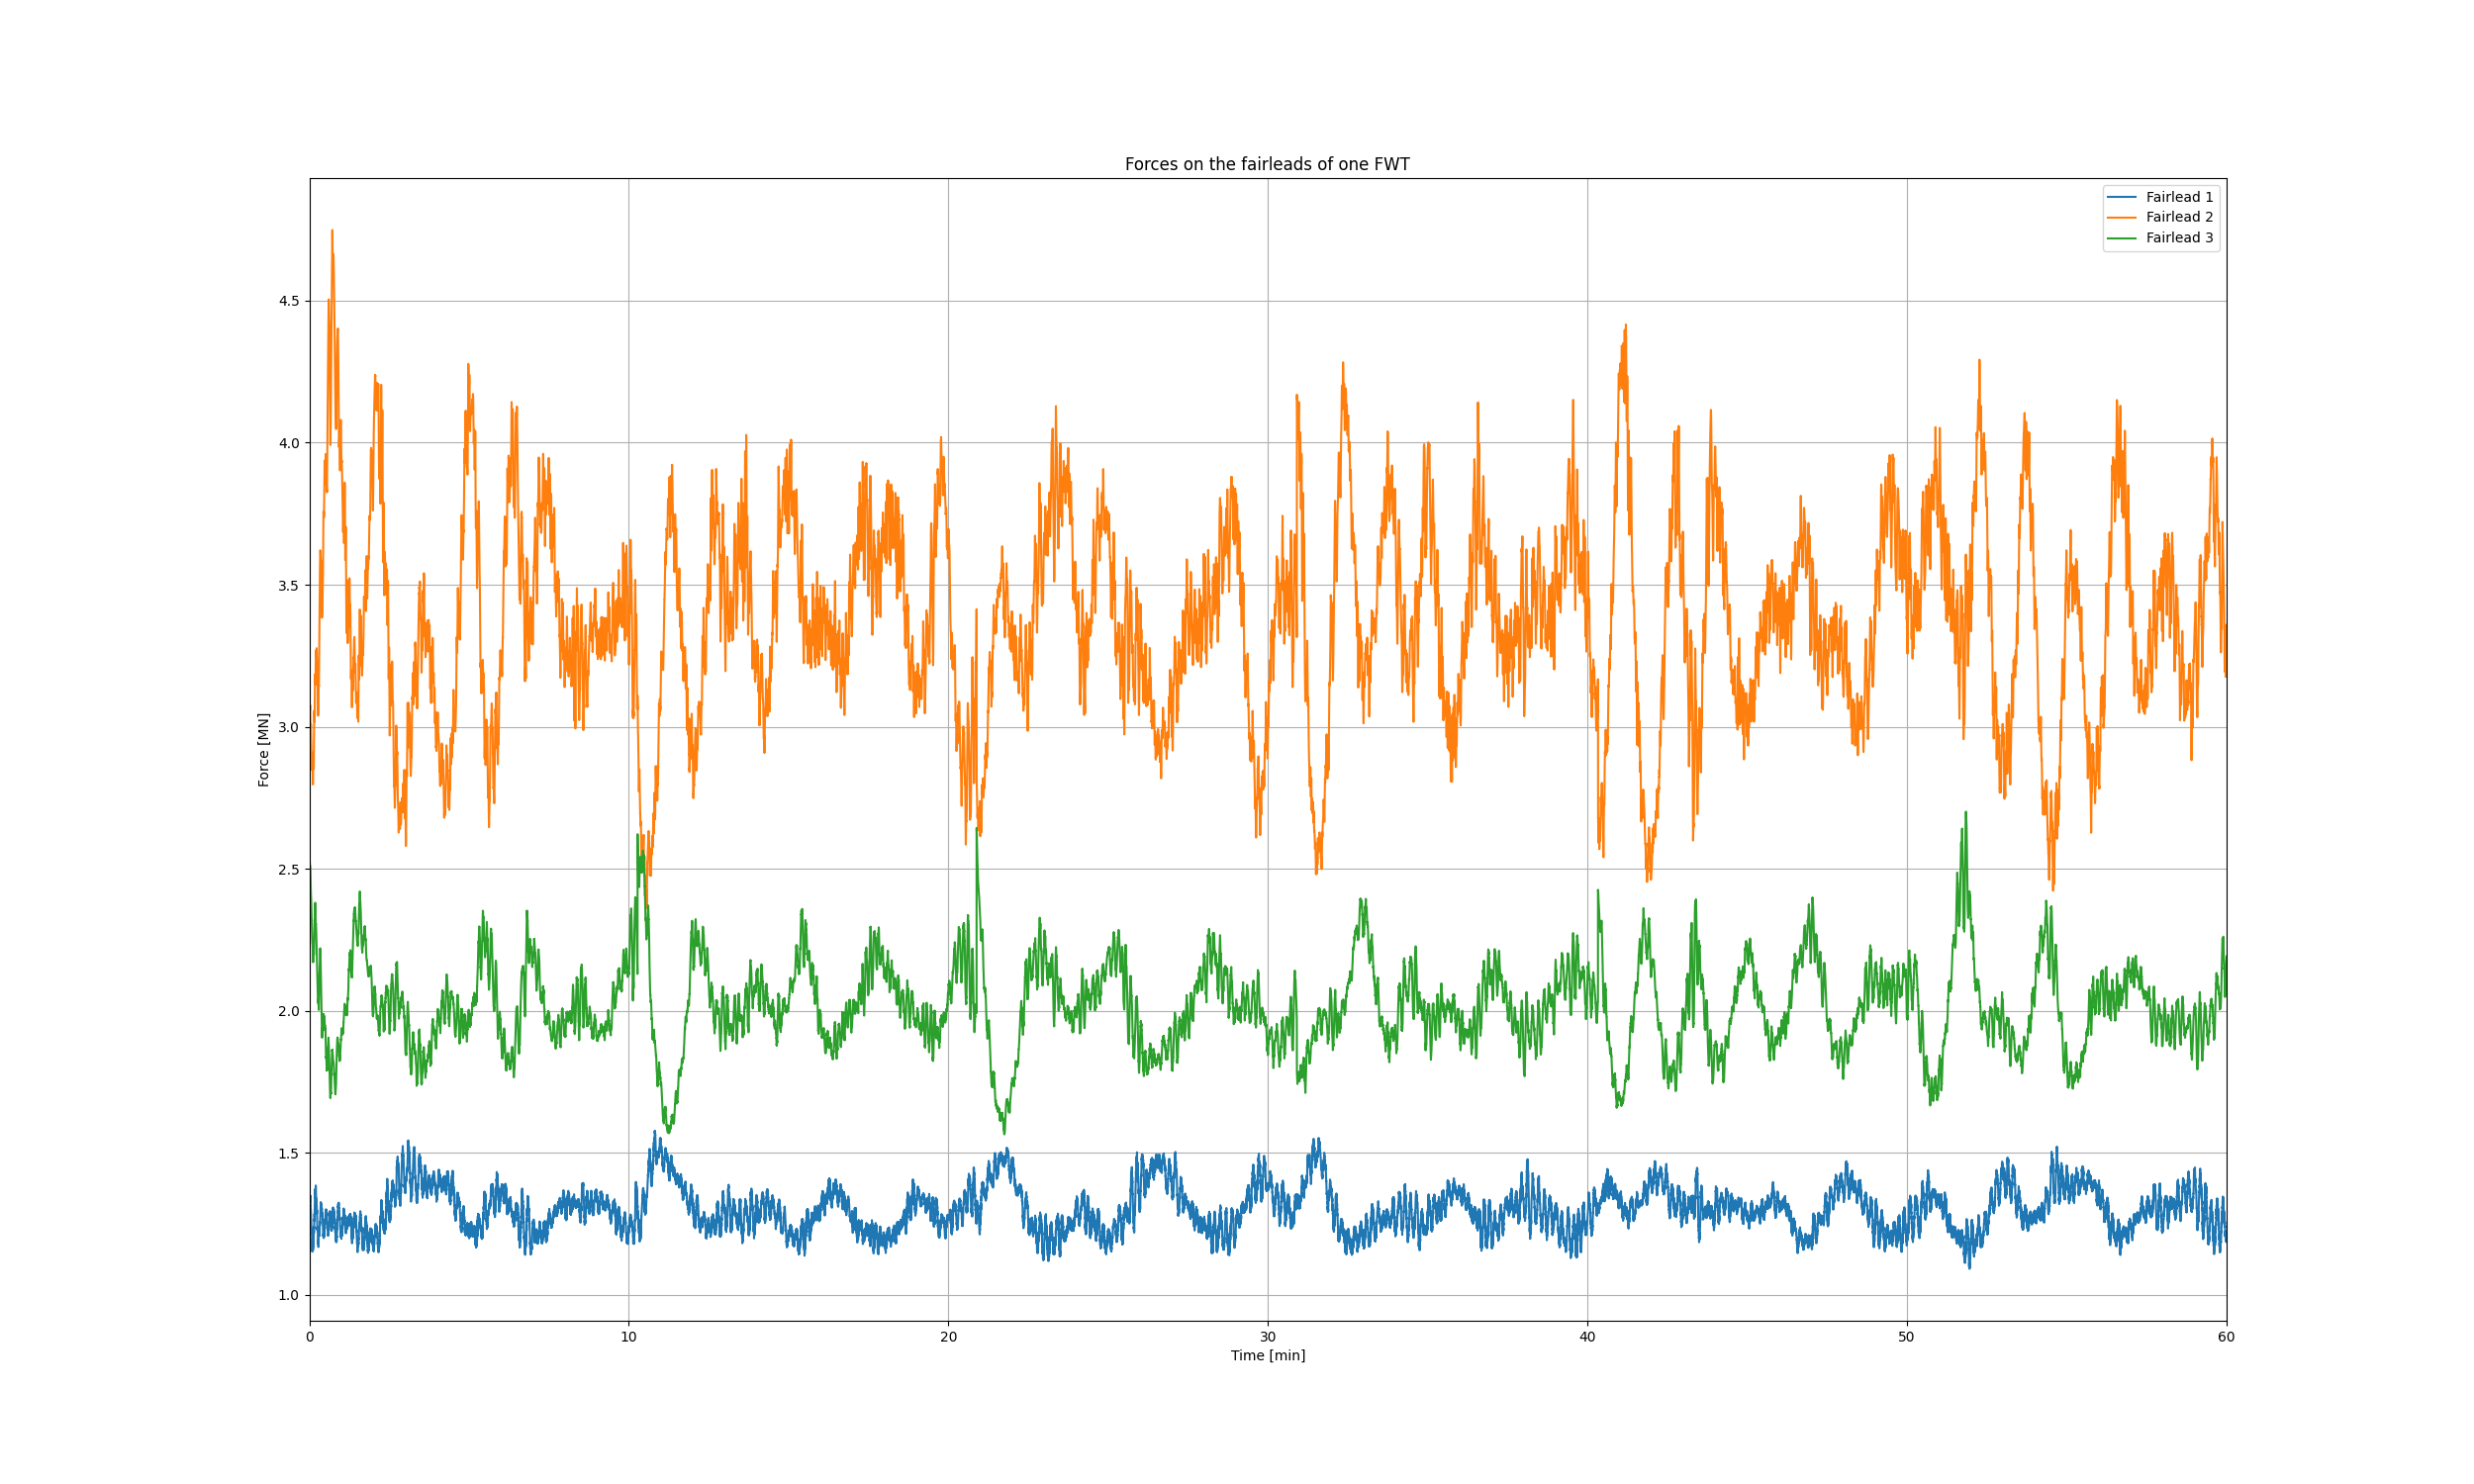 Forces on the fairleads of one FWT
Fairlead 1
Fairlead 2
Fairlead 3
4.5
4.0
3.5
3.0
2.5
2.0
1.5
1.0
Force [MN]
0 10 20 30 40 50 60
Time [min]